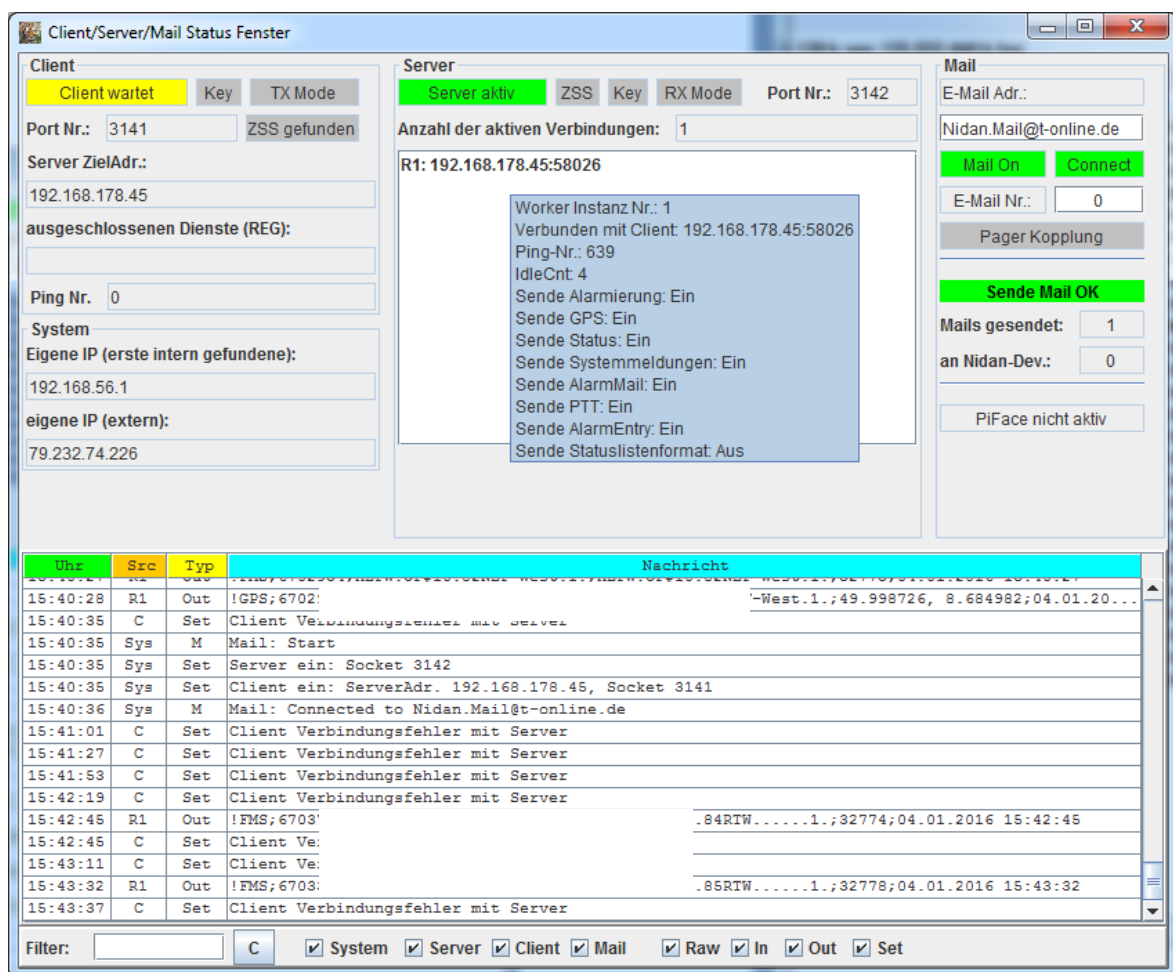 Client/Server/Mail Status Fenster
Client
Client wartet Key TX Mode
Port Nr.: 3141 ZSS gefunden
Server ZielAdr.:
192.168.178.45
ausgeschlossenen Dienste (REG):
Ping Nr. 0
System
Eigene IP (erste intern gefundene):
192.168.56.1
eigene IP (extern):
79.232.74.226
Server
Server aktiv ZSS Key RX Mode Port Nr.: 3142
Anzahl der aktiven Verbindungen: 1
R1: 192.168.178.45:58026
Worker Instanz Nr.: 1
Verbunden mit Client: 192.168.178.45:58026
Ping-Nr.: 639
IdleCnt: 4
Sende Alarmierung: Ein
Sende GPS: Ein
Sende Status: Ein
Sende Systemmeldungen: Ein
Sende AlarmMail: Ein
Sende PTT: Ein
Sende AlarmEntry: Ein
Sende Statuslistenformat: Aus
Mail
E-Mail Adr.:
Nidan.Mail@t-online.de
Mail On Connect
E-Mail Nr.: 0
Pager Kopplung
Sende Mail OK
Mails gesendet: 1
an Nidan-Dev.: 0
PiFace nicht aktiv
Uhr Src Typ Nachricht
15:40:28 R1 Out !GPS;6702 -West.1.;49.998726, 8.684982;04.01.20...
15:40:35 C Set Client Verbindungsfehler mit Server
15:40:35 Sys M Mail: Start
15:40:35 Sys Set Server ein: Socket 3142
15:40:35 Sys Set Client ein: ServerAdr. 192.168.178.45, Socket 3141
15:40:36 Sys M Mail: Connected to Nidan.Mail@t-online.de
15:41:01 C Set Client Verbindungsfehler mit Server
15:41:27 C Set Client Verbindungsfehler mit Server
15:41:53 C Set Client Verbindungsfehler mit Server
15:42:19 C Set Client Verbindungsfehler mit Server
15:42:45 R1 Out !FMS;6703 .84RTW......1.;32774;04.01.2016 15:42:45
15:42:45 C Set Client Ve
15:43:11 C Set Client Ve
15:43:32 R1 Out !FMS;6703 .85RTW......1.;32778;04.01.2016 15:43:32
15:43:37 C Set Client Verbindungsfehler mit Server
Filter: C System Server Client Mail Raw In Out Set